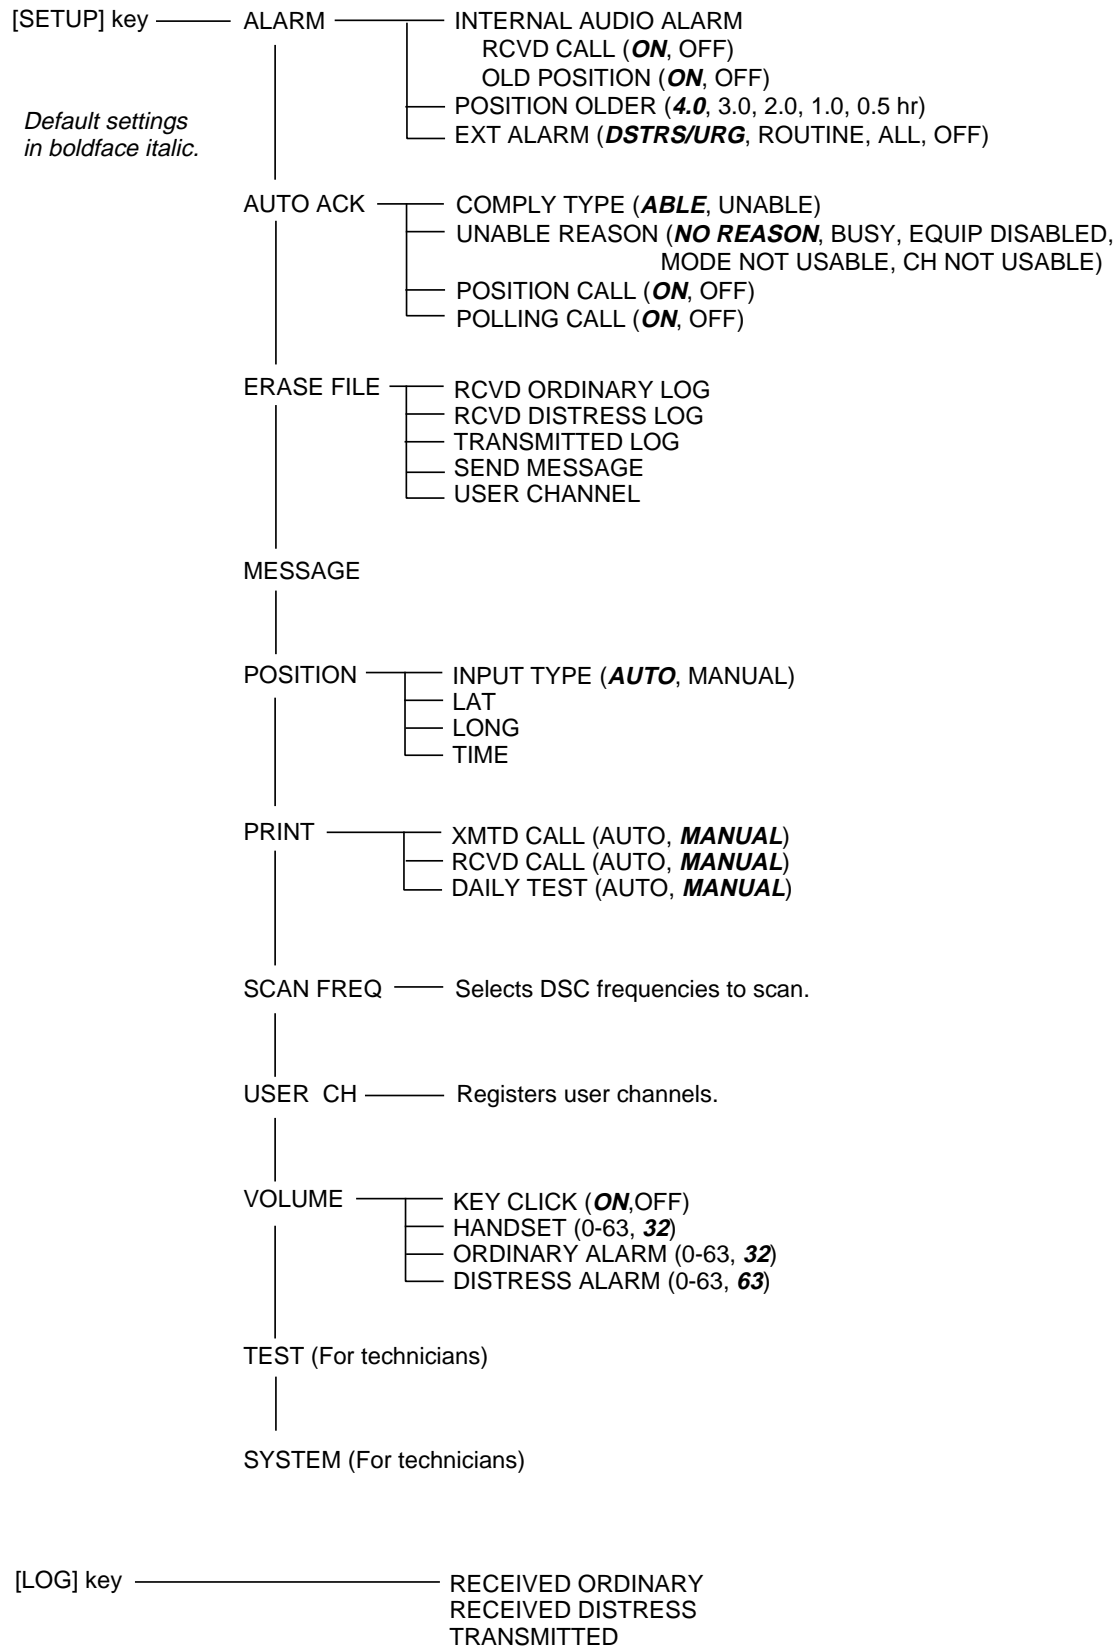 [SETUP] key
ALARM
INTERNAL AUDIO ALARM
RCVD CALL (ON, OFF)
OLD POSITION (ON, OFF)
POSITION OLDER (4.0, 3.0, 2.0, 1.0, 0.5 hr)
EXT ALARM (DSTRS/URG, ROUTINE, ALL, OFF)
Default settings
in boldface italic.
AUTO ACK
COMPLY TYPE (ABLE, UNABLE)
UNABLE REASON (NO REASON, BUSY, EQUIP DISABLED,
MODE NOT USABLE, CH NOT USABLE)
POSITION CALL (ON, OFF)
POLLING CALL (ON, OFF)
ERASE FILE
RCVD ORDINARY LOG
RCVD DISTRESS LOG
TRANSMITTED LOG
SEND MESSAGE
USER CHANNEL
MESSAGE
POSITION
INPUT TYPE (AUTO, MANUAL)
LAT
LONG
TIME
PRINT
XMTD CALL (AUTO, MANUAL)
RCVD CALL (AUTO, MANUAL)
DAILY TEST (AUTO, MANUAL)
SCAN FREQ
Selects DSC frequencies to scan.
USER CH
Registers user channels.
VOLUME
KEY CLICK (ON,OFF)
HANDSET (0-63, 32)
ORDINARY ALARM (0-63, 32)
DISTRESS ALARM (0-63, 63)
TEST (For technicians)
SYSTEM (For technicians)
[LOG] key
RECEIVED ORDINARY
RECEIVED DISTRESS
TRANSMITTED